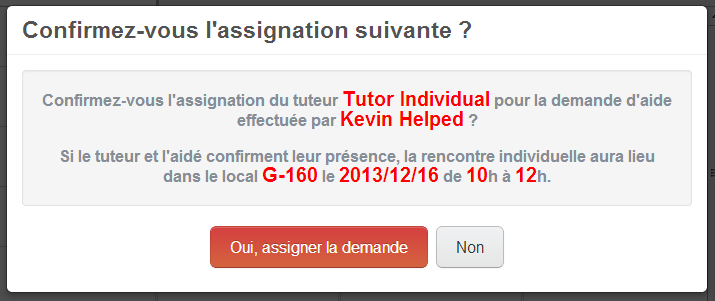 Confirmez-vous l'assignation suivante ?
Confirmez-vous l'assignation du tuteur Tutor Individual pour la demande d'aide
effectuée par Kevin Helped ?
Si le tuteur et l'aidé confirment leur présence, la rencontre individuelle aura lieu
dans le local G-160 le 2013/12/16 de 10h à 12h.
Oui, assigner la demande
Non